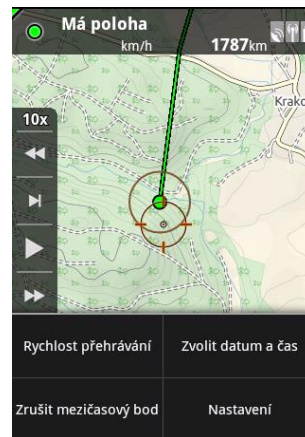 Má poloha
km/h 1787km
Krako
10x
Rychlost přehrávání Zvolit datum a čas
Zrušit mezičasový bod Nastavení